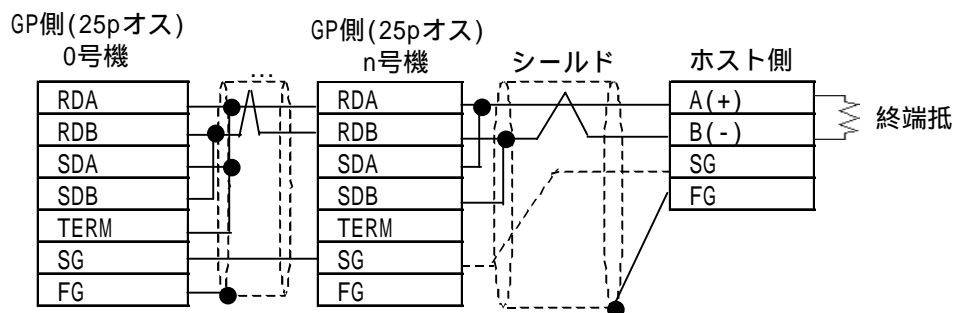 GP側(25pオス)
0号機
GP側(25pオス)
n号機
シールド
ホスト側
...
RDA
RDB
SDA
SDB
TERM
SG
FG
RDA
RDB
SDA
SDB
TERM
SG
FG
A(+)
B(-)
SG
FG
終端抵